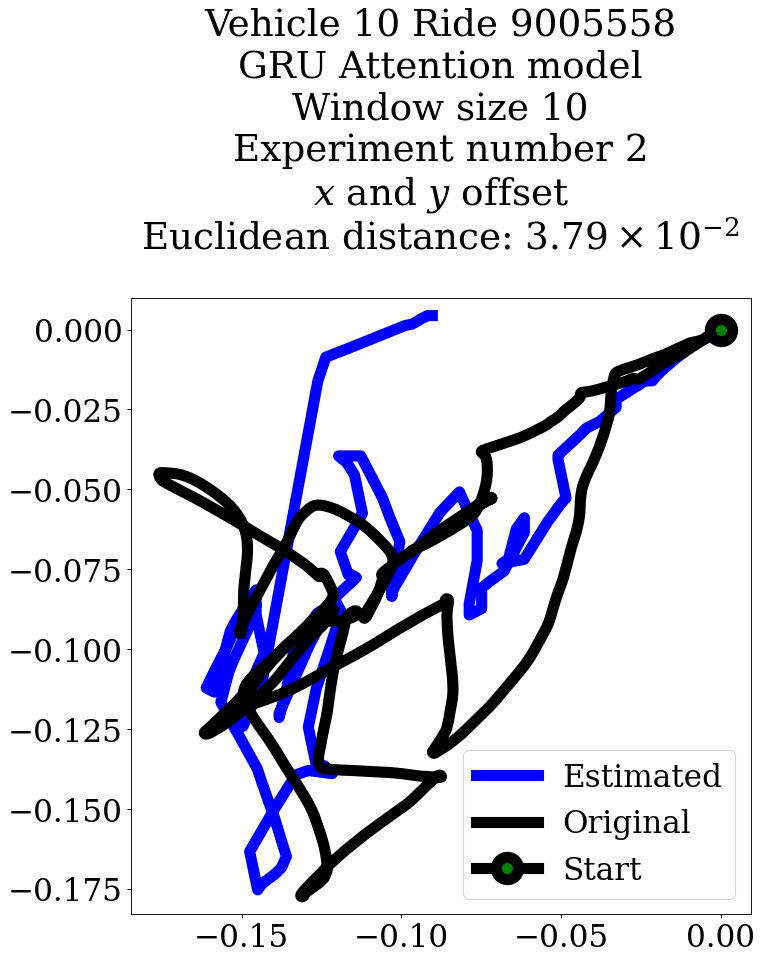 Vehicle 10 Ride 9005558
GRU Attention model
Window size 10
Experiment number 2
x and y offset
Euclidean distance: 3.79 × 10⁻²
0.000
−0.025
−0.050
−0.075
−0.100
−0.125
−0.150
−0.175
Estimated
Original
Start
−0.15 −0.10 −0.05 0.00